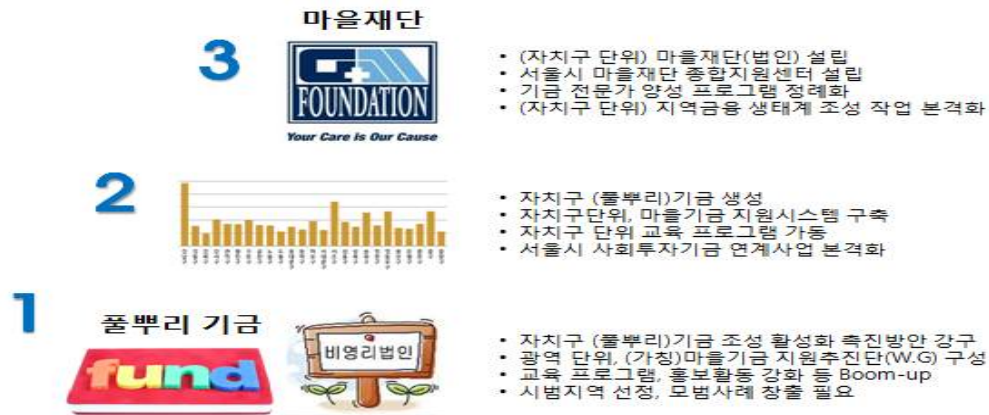 마을재단
3
FOUNDATION
Your Care is Our Cause
• (자치구 단위) 마을재단(법인) 설립
• 서울시 마을재단 종합지원센터 설립
• 기금 전문가 양성 프로그램 정례화
• (자치구 단위) 지역금융 생태계 조성 작업 본격화
2
• 자치구 (풀뿌리)기금 생성
• 자치구단위, 마을기금 지원시스템 구축
• 자치구 단위 교육 프로그램 가동
• 서울시 사회투자기금 연계사업 본격화
1
풀뿌리 기금
fund
비영리법인
• 자치구 (풀뿌리)기금 조성 활성화 촉진방안 강구
• 광역 단위, (가칭)마을기금 지원추진단(W.G) 구성
• 교육 프로그램, 홍보활동 강화 등 Boom-up
• 시범지역 선정, 모범사례 창출 필요